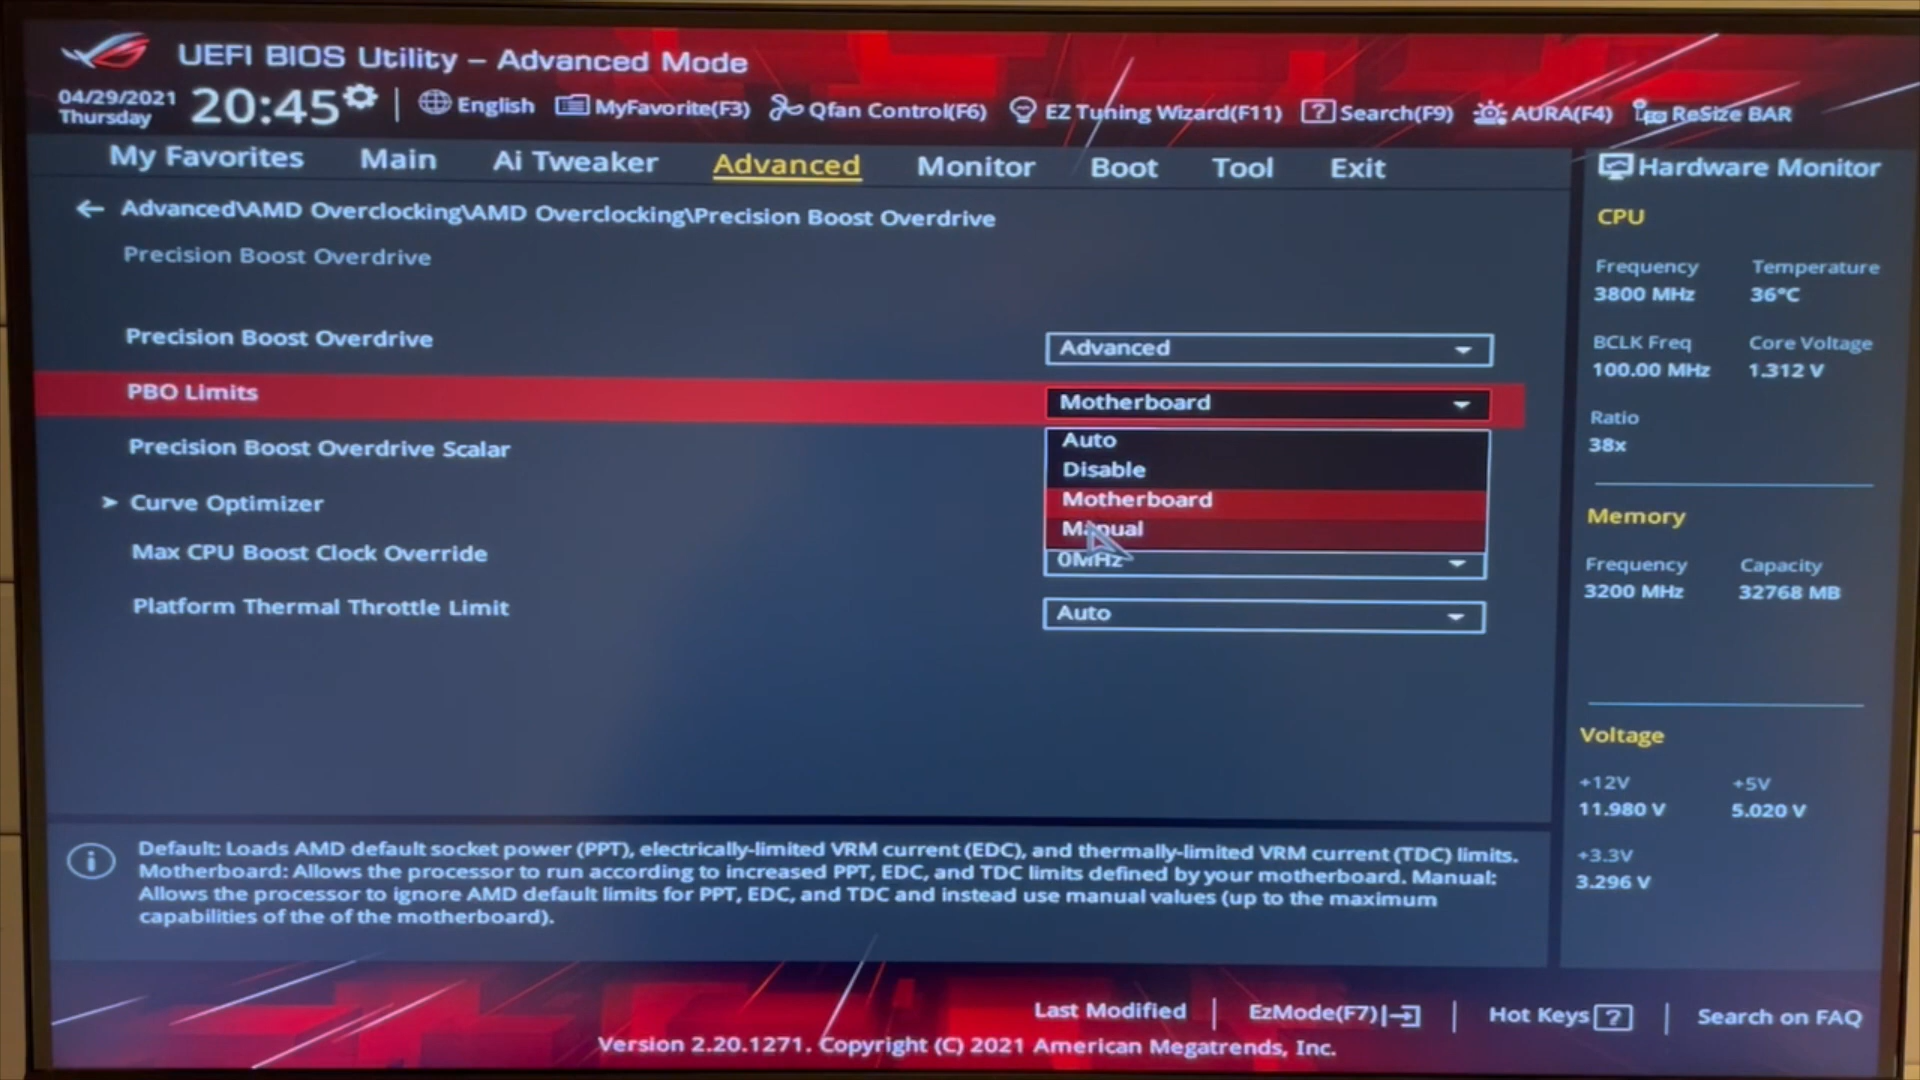 UEFI BIOS Utility – Advanced Mode
04/29/2021
Thursday
20:45
English
MyFavorite(F3)
Qfan Control(F6)
EZ Tuning Wizard(F11)
? Search(F9)
AURA(F4)
ReSize BAR
My Favorites
Main
Ai Tweaker
Advanced
Monitor
Boot
Tool
Exit
Advanced\AMD Overclocking\AMD Overclocking\Precision Boost Overdrive
Precision Boost Overdrive
Precision Boost Overdrive
Advanced
PBO Limits
Motherboard
Auto
Disable
Motherboard
Manual
Precision Boost Overdrive Scalar
Curve Optimizer
Max CPU Boost Clock Override
0MHz
Platform Thermal Throttle Limit
Auto
Default: Loads AMD default socket power (PPT), electrically-limited VRM current (EDC), and thermally-limited VRM current (TDC) limits.
Motherboard: Allows the processor to run according to increased PPT, EDC, and TDC limits defined by your motherboard. Manual:
Allows the processor to ignore AMD default limits for PPT, EDC, and TDC and instead use manual values (up to the maximum
capabilities of the of the motherboard).
Hardware Monitor
CPU
Frequency
Temperature
3800 MHz
36°C
BCLK Freq
Core Voltage
100.00 MHz
1.312 V
Ratio
38x
Memory
Frequency
Capacity
3200 MHz
32768 MB
Voltage
+12V
+5V
11.980 V
5.020 V
+3.3V
3.296 V
Last Modified
EzMode(F7)
Hot Keys ?
Search on FAQ
Version 2.20.1271. Copyright (C) 2021 American Megatrends, Inc.